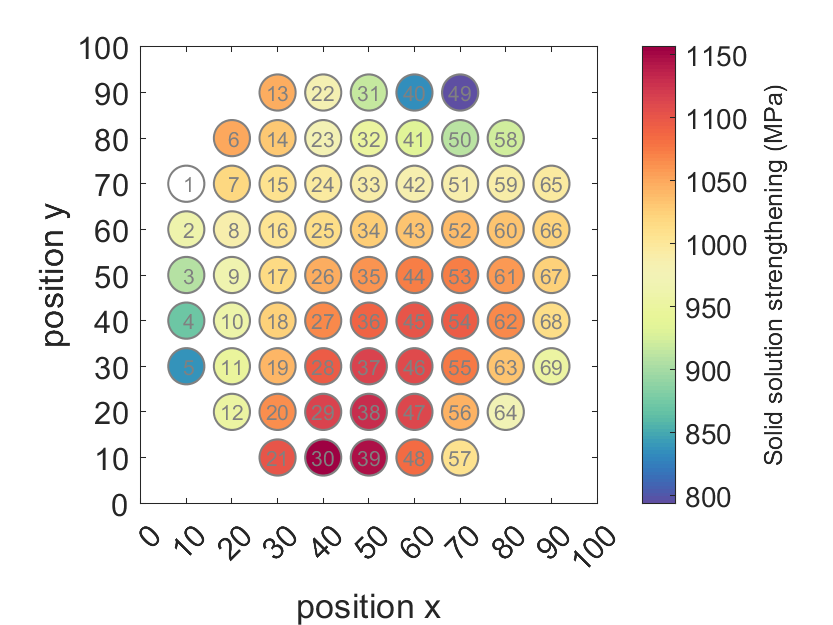 100
90
80
70
60
50
40
30
20
10
0
position y
13 22 31 40 49
6 14 23 32 41 50 58
1 7 15 24 33 42 51 59 65
2 8 16 25 34 43 52 60 66
3 9 17 26 35 44 53 61 67
4 10 18 27 36 45 54 62 68
5 11 19 28 37 46 55 63 69
12 20 29 38 47 56 64
21 30 39 48 57
0 10 20 30 40 50 60 70 80 90 100
position x
1150
1100
1050
1000
950
900
850
800
Solid solution strengthening (MPa)